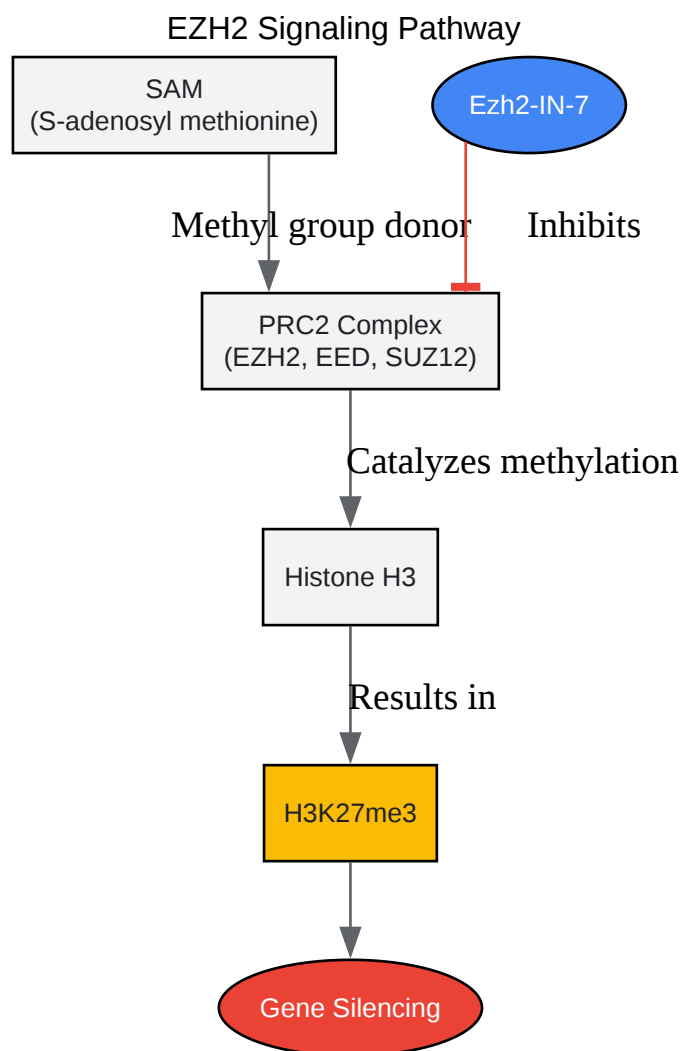 EZH2 Signaling Pathway
SAM
(S-adenosyl methionine)
Ezh2-IN-7
Methyl group donor
Inhibits
PRC2 Complex
(EZH2, EED, SUZ12)
Catalyzes methylation
Histone H3
Results in
H3K27me3
Gene Silencing